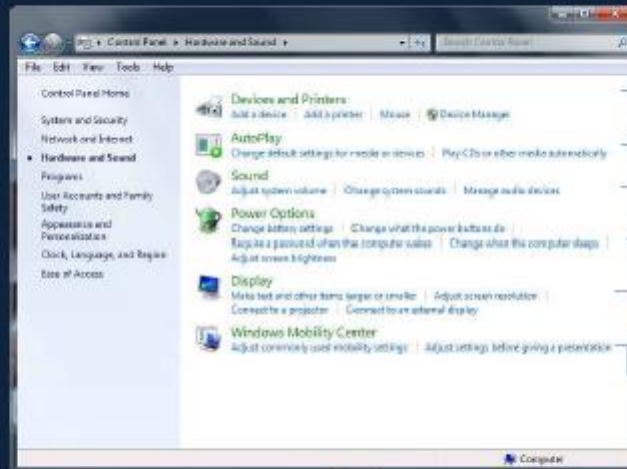 Control Panel ▸ Hardware and Sound ▸
Search Control Panel
File Edit View Tools Help
Control Panel Home
System and Security
Network and Internet
Hardware and Sound
Programs
User Accounts and Family
Safety
Appearance and
Personalization
Clock, Language, and Region
Ease of Access
Devices and Printers
Add a device | Add a printer | Mouse | Device Manager
AutoPlay
Change default settings for media or devices | Play CDs or other media automatically
Sound
Adjust system volume | Change system sounds | Manage audio devices
Power Options
Change battery settings | Change what the power buttons do
Require a password when the computer wakes | Change when the computer sleeps
Adjust screen brightness
Display
Make text and other items larger or smaller | Adjust screen resolution
Connect to a projector | Connect to an external display
Windows Mobility Center
Adjust commonly used mobility settings | Adjust settings before giving a presentation
Computer